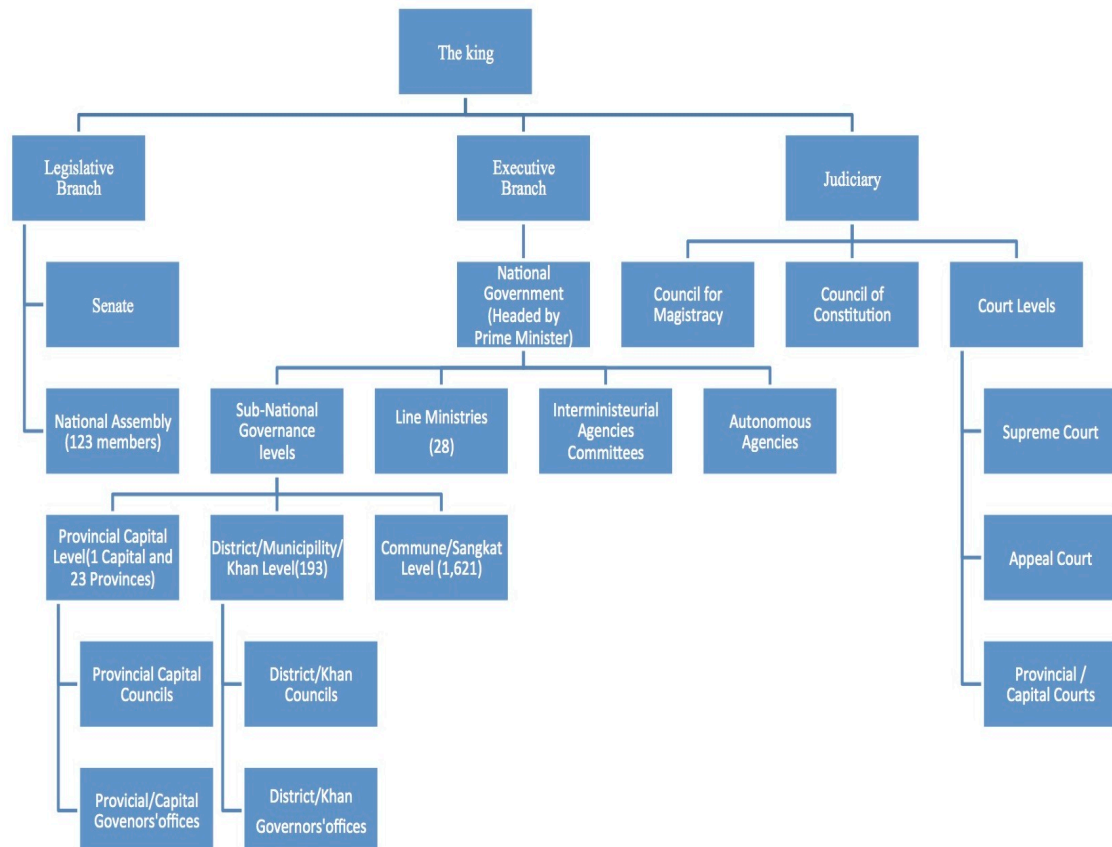 The king
Legislative
Branch
Executive
Branch
Judiciary
Senate
National
Government
(Headed by
Prime Minister)
Council for
Magistracy
Council of
Constitution
Court Levels
National Assembly
(123 members)
Sub-National
Governance
levels
Line Ministries
(28)
Interministeurial
Agencies
Committees
Autonomous
Agencies
Supreme Court
Provincial Capital
Level(1 Capital and
23 Provinces)
District/Municipility/
Khan Level(193)
Commune/Sangkat
Level (1,621)
Appeal Court
Provincial Capital
Councils
District/Khan
Councils
Provincial /
Capital Courts
Provicial/Capital
Govenors'offices
District/Khan
Governors'offices